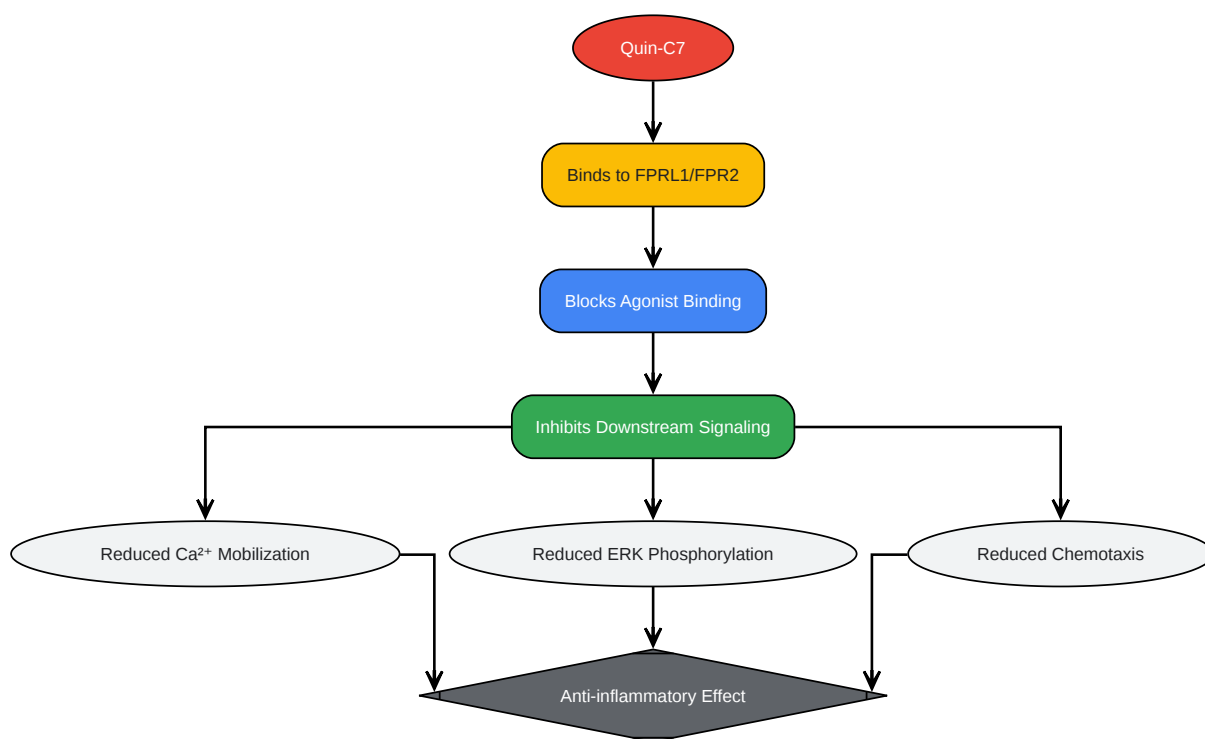 Quin-C7
Binds to FPRL1/FPR2
Blocks Agonist Binding
Inhibits Downstream Signaling
Reduced Ca²⁺ Mobilization
Reduced ERK Phosphorylation
Reduced Chemotaxis
Anti-inflammatory Effect